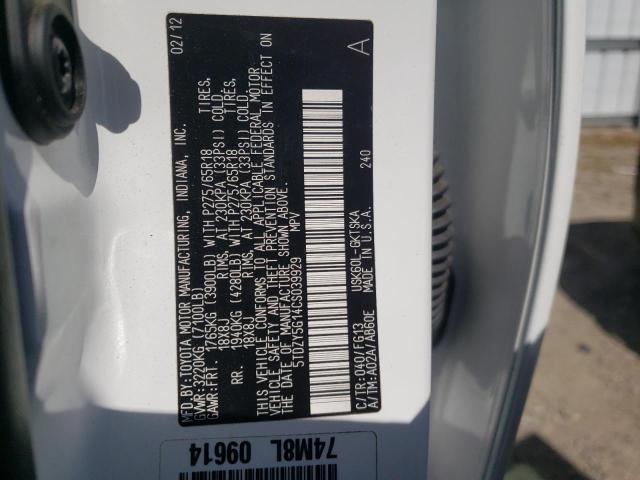 MFD.BY:TOYOTA MOTOR MANUFACTURING, INDIANA, INC. 02/12
GVWR:3220KG (7100LB)
GAWR:FRT. 1765KG (3900LB) WITH P275/65R18 TIRES,
18X8J RIMS, AT 230KPA (33PSI) COLD.
RR. 1940KG (4280LB) WITH P275/65R18 TIRES,
18X8J RIMS, AT 230KPA (33PSI) COLD.
THIS VEHICLE CONFORMS TO ALL APPLICABLE FEDERAL MOTOR
VEHICLE SAFETY AND THEFT PREVENTION STANDARDS IN EFFECT ON
THE DATE OF MANUFACTURE SHOWN ABOVE.
5TDZY5G14CS039929 MPV A
C/TR:040/FG13 USK60L-GKTSKA 240
A/TM:A02A/AB60E MADE IN U.S.A.
74M8L 09614